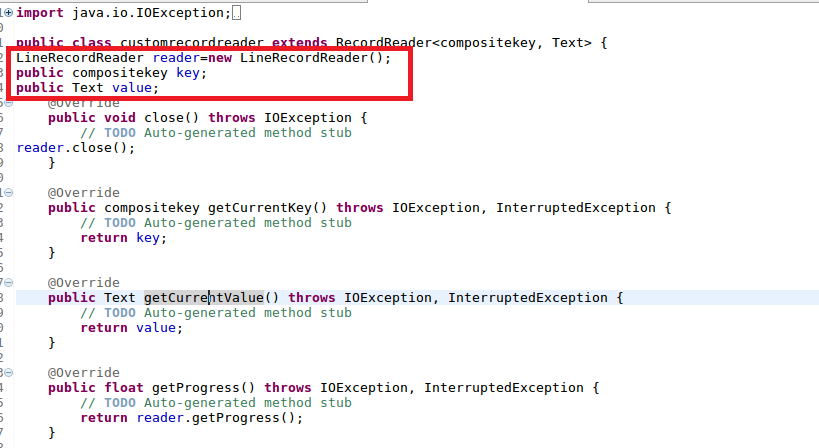 import java.io.IOException;
public class customrecordreader extends RecordReader<compositekey, Text> {
LineRecordReader reader=new LineRecordReader();
public compositekey key;
public Text value;
@Override
public void close() throws IOException {
// TODO Auto-generated method stub
reader.close();
}
@Override
public compositekey getCurrentKey() throws IOException, InterruptedException {
// TODO Auto-generated method stub
return key;
}
@Override
public Text getCurrentValue() throws IOException, InterruptedException {
// TODO Auto-generated method stub
return value;
}
@Override
public float getProgress() throws IOException, InterruptedException {
// TODO Auto-generated method stub
return reader.getProgress();
}